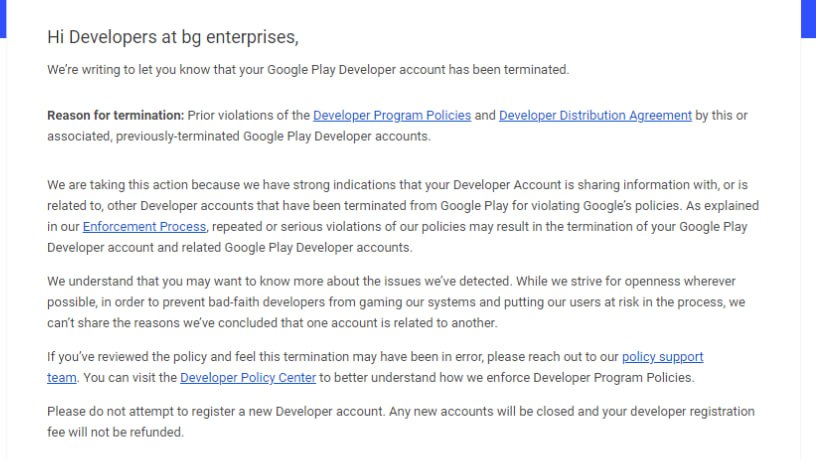 Hi Developers at bg enterprises,
We're writing to let you know that your Google Play Developer account has been terminated.
Reason for termination: Prior violations of the Developer Program Policies and Developer Distribution Agreement by this or
associated, previously-terminated Google Play Developer accounts.
We are taking this action because we have strong indications that your Developer Account is sharing information with, or is
related to, other Developer accounts that have been terminated from Google Play for violating Google's policies. As explained
in our Enforcement Process, repeated or serious violations of our policies may result in the termination of your Google Play
Developer account and related Google Play Developer accounts.
We understand that you may want to know more about the issues we've detected. While we strive for openness wherever
possible, in order to prevent bad-faith developers from gaming our systems and putting our users at risk in the process, we
can't share the reasons we've concluded that one account is related to another.
If you've reviewed the policy and feel this termination may have been in error, please reach out to our policy support
team. You can visit the Developer Policy Center to better understand how we enforce Developer Program Policies.
Please do not attempt to register a new Developer account. Any new accounts will be closed and your developer registration
fee will not be refunded.